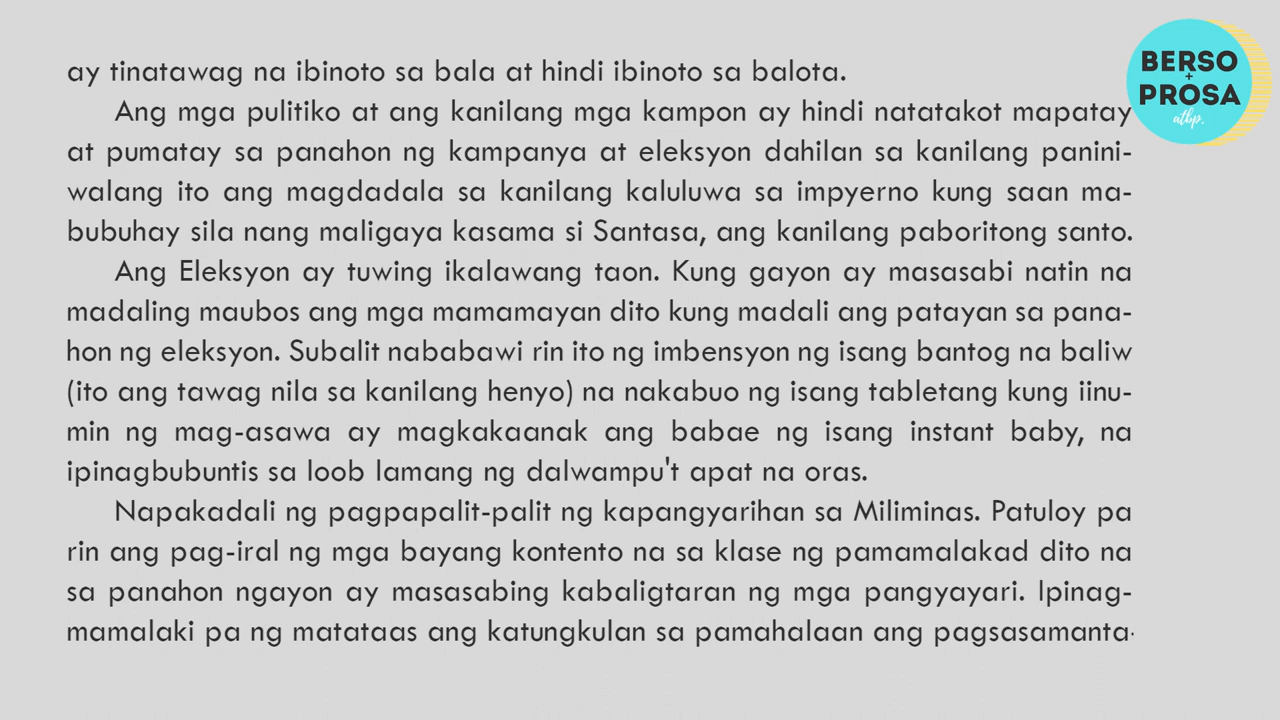 BERSO
+
PROSA
atbp.
ay tinatawag na ibinoto sa bala at hindi ibinoto sa balota.
Ang mga pulitiko at ang kanilang mga kampon ay hindi natatakot mapatay
at pumatay sa panahon ng kampanya at eleksyon dahilan sa kanilang panini-
walang ito ang magdadala sa kanilang kaluluwa sa impyerno kung saan ma-
bubuhay sila nang maligaya kasama si Santasa, ang kanilang paboritong santo.
Ang Eleksyon ay tuwing ikalawang taon. Kung gayon ay masasabi natin na
madaling maubos ang mga mamamayan dito kung madali ang patayan sa pana-
hon ng eleksyon. Subalit nababawi rin ito ng imbensyon ng isang bantog na baliw
(ito ang tawag nila sa kanilang henyo) na nakabuo ng isang tabletang kung iinu-
min ng mag-asawa ay magkakaanak ang babae ng isang instant baby, na
ipinagbubuntis sa loob lamang ng dalwampu't apat na oras.
Napakadali ng pagpapalit-palit ng kapangyarihan sa Miliminas. Patuloy pa
rin ang pag-iral ng mga bayang kontento na sa klase ng pamamalakad dito na
sa panahon ngayon ay masasabing kabaligtaran ng mga pangyayari. Ipinag-
mamalaki pa ng matataas ang katungkulan sa pamahalaan ang pagsasamanta-